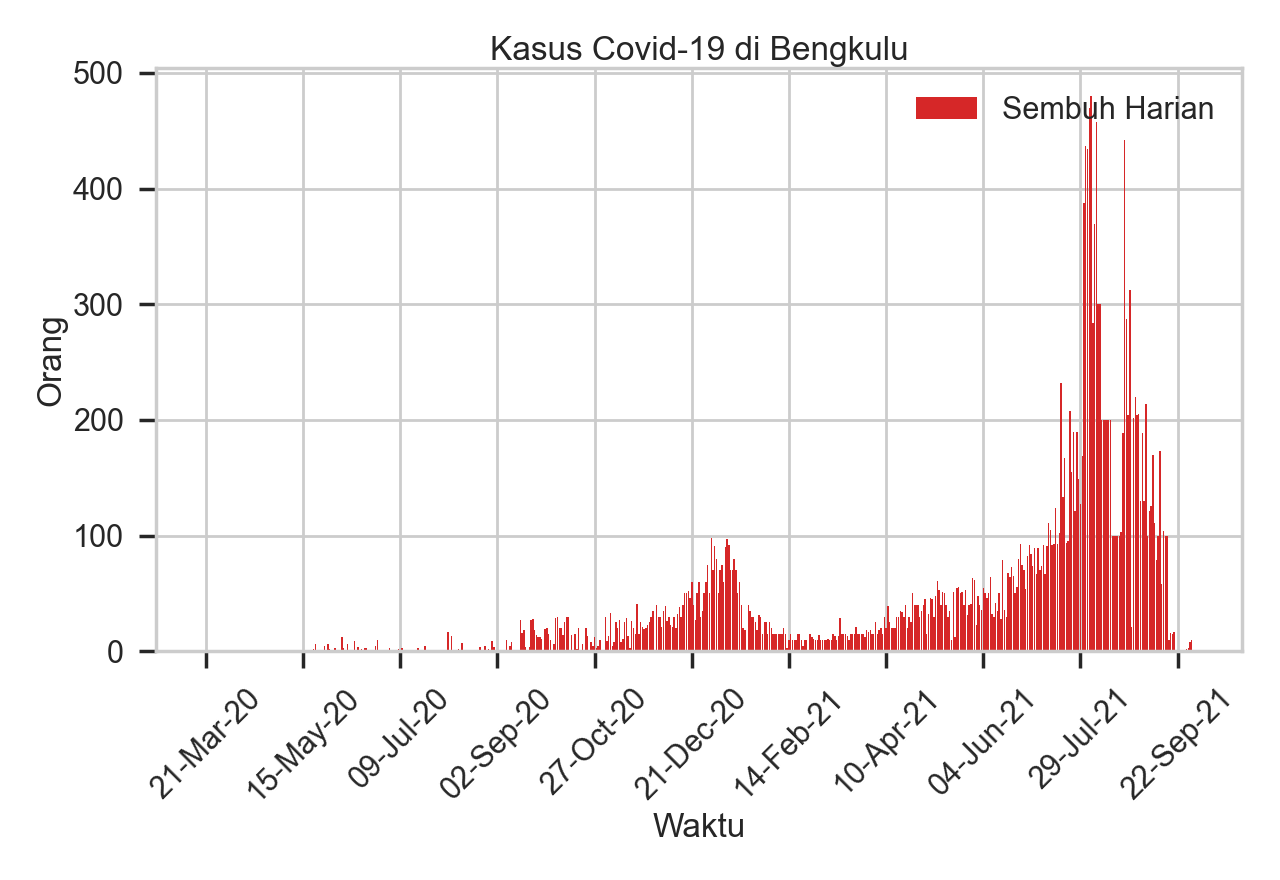 Kasus Covid-19 di Bengkulu
Sembuh Harian
Orang
500
400
300
200
100
0
21-Mar-20
15-May-20
09-Jul-20
02-Sep-20
27-Oct-20
21-Dec-20
14-Feb-21
10-Apr-21
04-Jun-21
29-Jul-21
22-Sep-21
Waktu